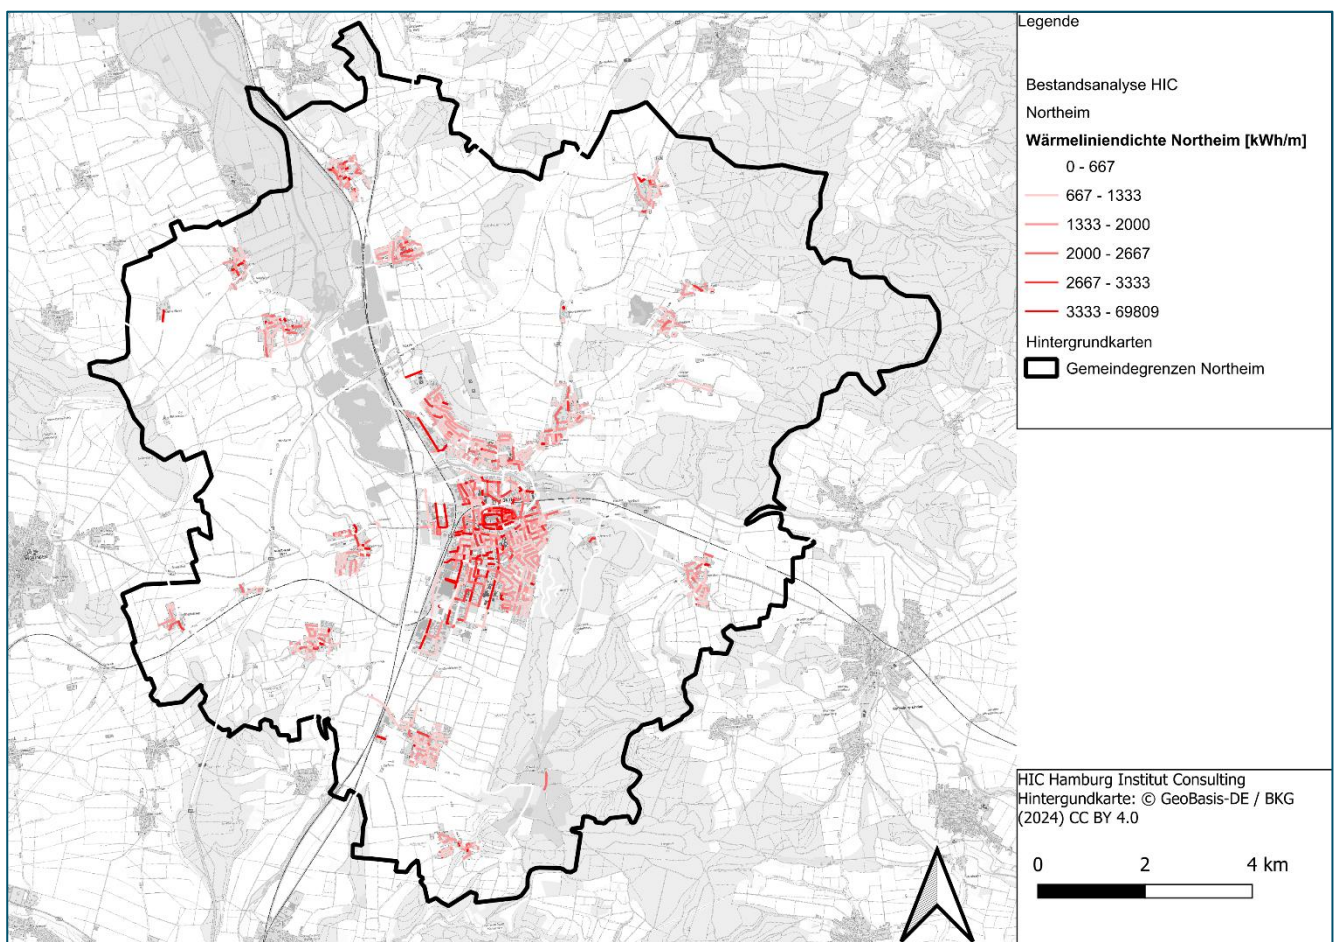 Legende
Bestandsanalyse HIC
Northeim
Wärmeliniendichte Northeim [kWh/m]
0 - 667
667 - 1333
1333 - 2000
2000 - 2667
2667 - 3333
3333 - 69809
Hintergrundkarten
Gemeindegrenzen Northeim
HIC Hamburg Institut Consulting
Hintergundkarte: © GeoBasis-DE / BKG
(2024) CC BY 4.0
0 2 4 km